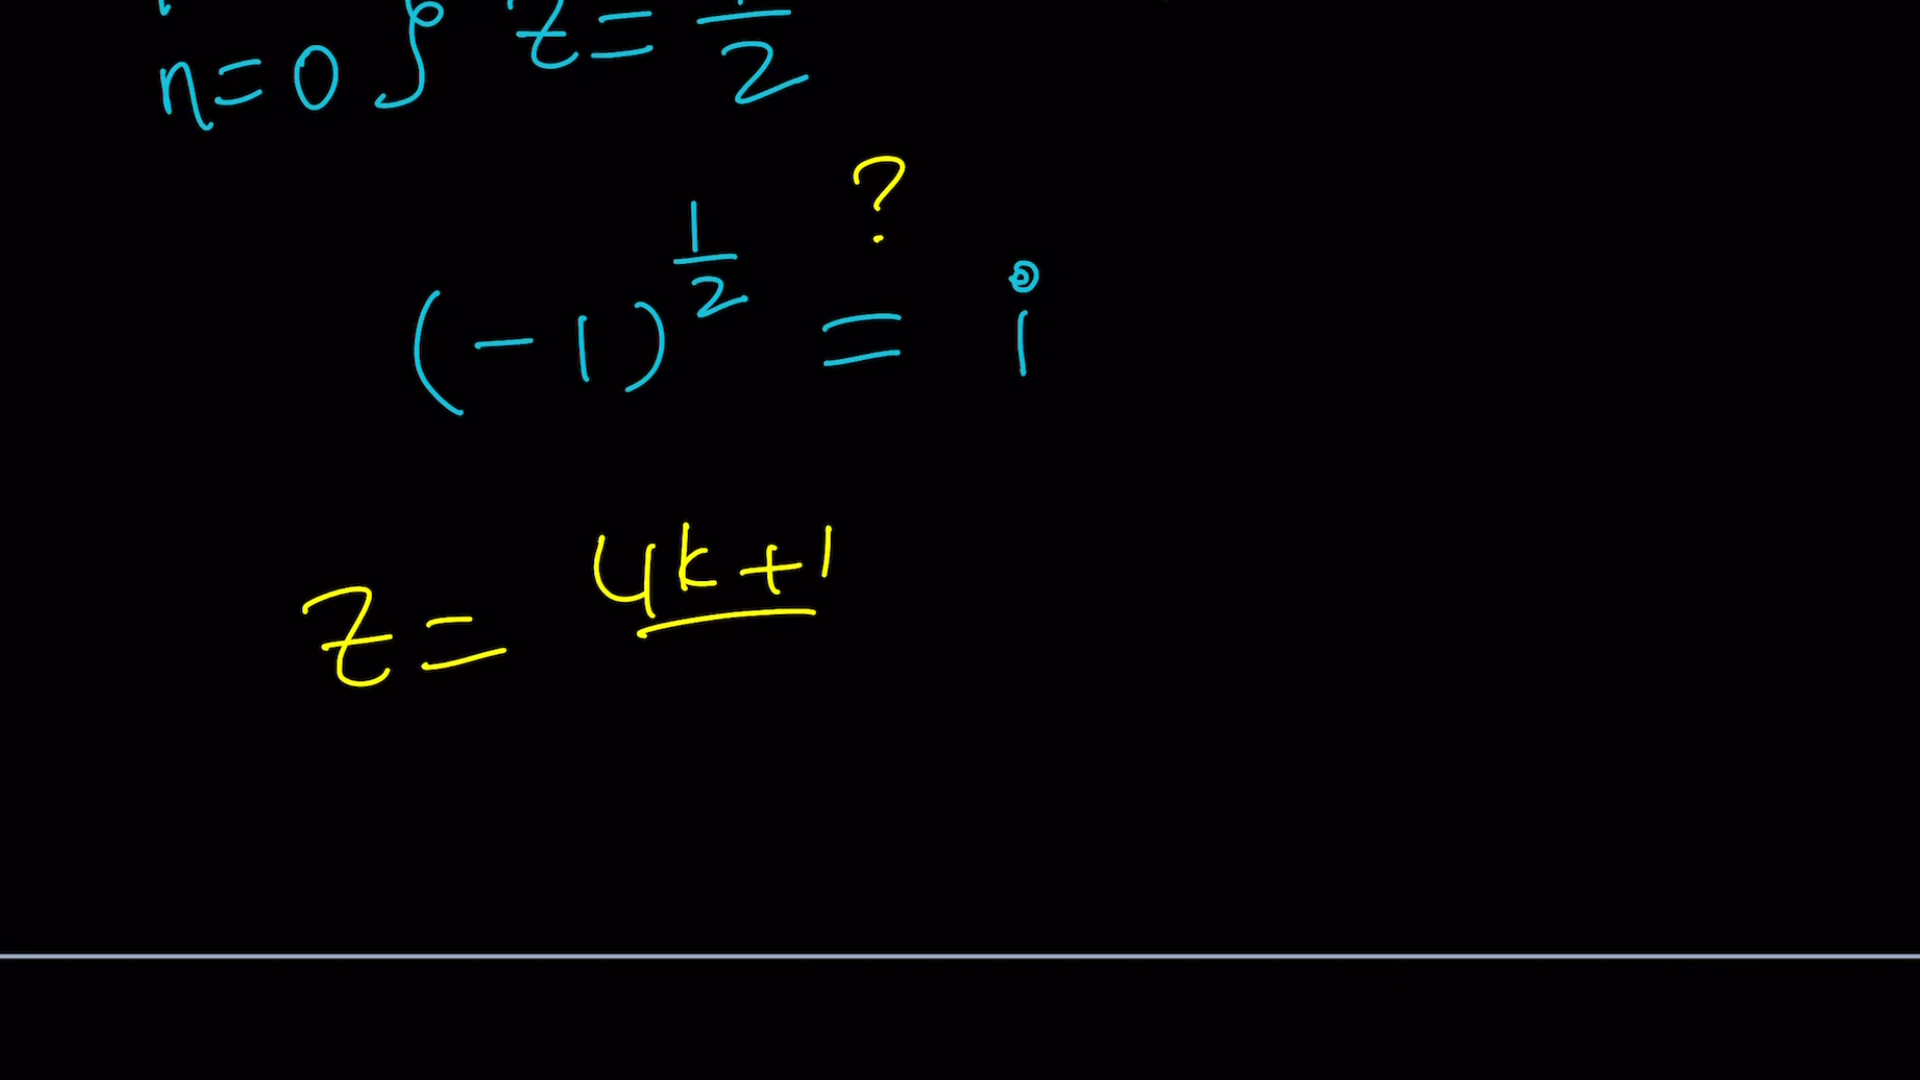 n=0 } z = 1/2
?
(-1)^1/2 = i
z = 4k+1